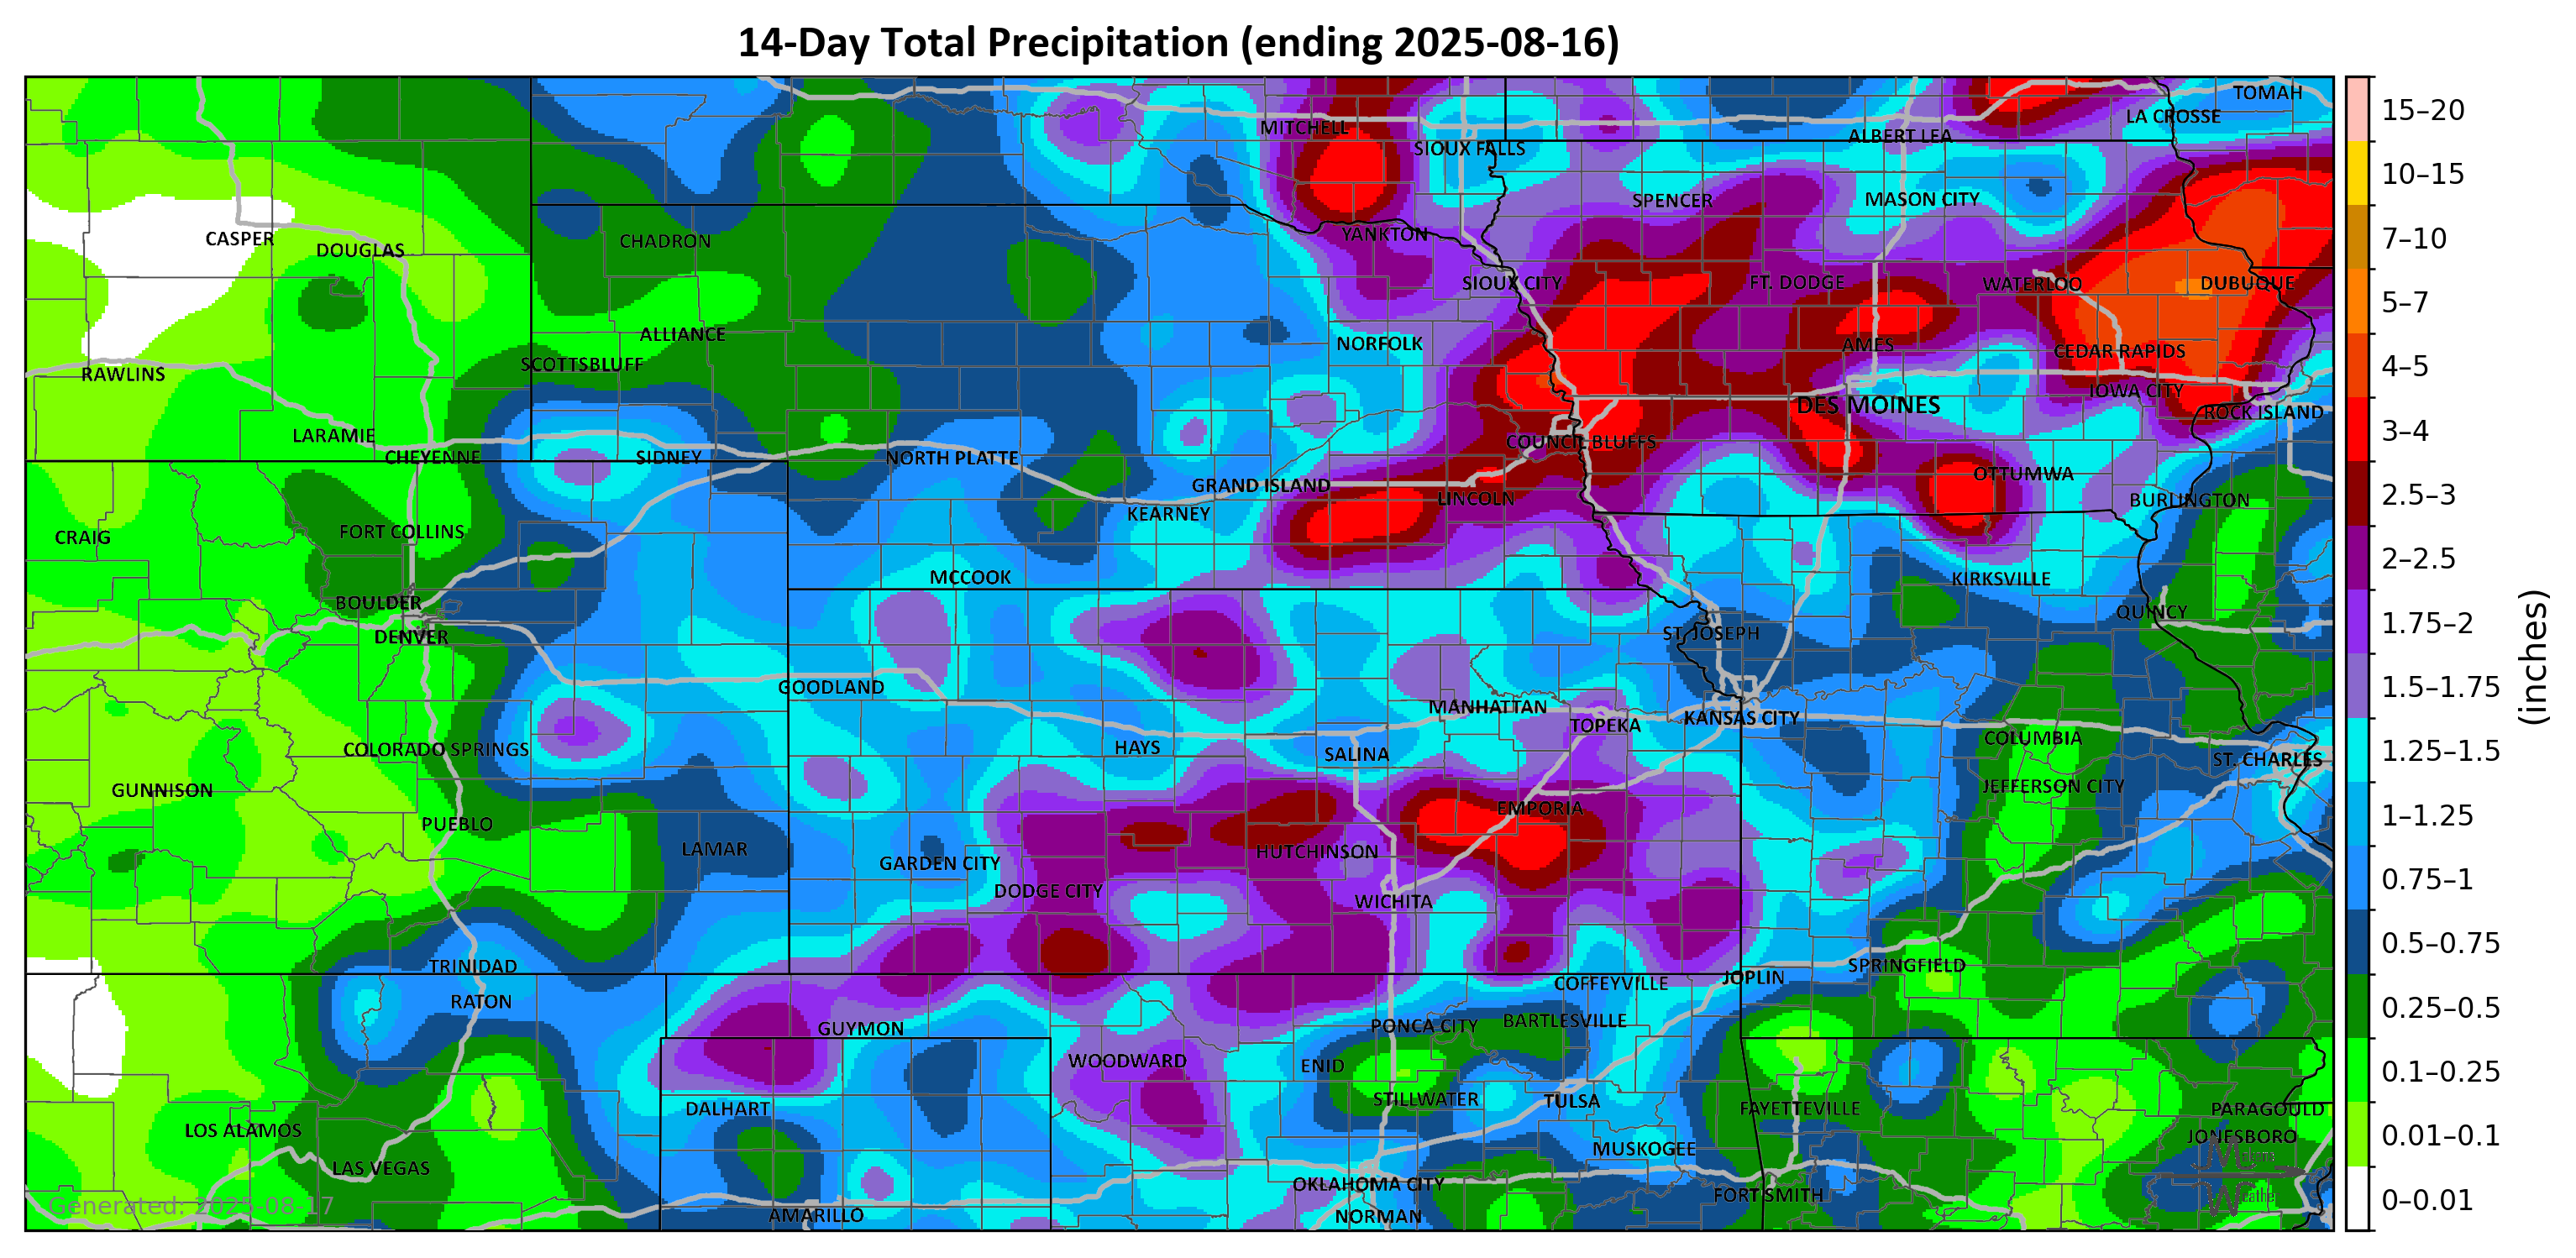 14-Day Total Precipitation (ending 2025-08-16)
TOMAH
LA CROSSE
MITCHELL
ALBERT LEA
SIOUX FALLS
SPENCER
MASON CITY
CASPER
DOUGLAS
CHADRON
YANKTON
SIOUX CITY
FT. DODGE
WATERLOO
DUBUQUE
ALLIANCE
NORFOLK
AMES
CEDAR RAPIDS
SCOTTSBLUFF
RAWLINS
IOWA CITY
DES MOINES
ROCK ISLAND
LARAMIE
COUNCIL BLUFFS
CHEYENNE
SIDNEY
NORTH PLATTE
OTTUMWA
GRAND ISLAND
LINCOLN
BURLINGTON
KEARNEY
FORT COLLINS
CRAIG
MCCOOK
KIRKSVILLE
BOULDER
QUINCY
DENVER
ST. JOSEPH
GOODLAND
MANHATTAN
TOPEKA
KANSAS CITY
COLORADO SPRINGS
HAYS
SALINA
COLUMBIA
ST. CHARLES
GUNNISON
JEFFERSON CITY
EMPORIA
PUEBLO
LAMAR
HUTCHINSON
GARDEN CITY
DODGE CITY
WICHITA
TRINIDAD
SPRINGFIELD
JOPLIN
COFFEYVILLE
RATON
GUYMON
PONCA CITY
BARTLESVILLE
WOODWARD
ENID
DALHART
STILLWATER
TULSA
FAYETTEVILLE
PARAGOULD
LOS ALAMOS
JONESBORO
MUSKOGEE
LAS VEGAS
OKLAHOMA CITY
FORT SMITH
AMARILLO
NORMAN
Generated: 2025-08-17
15–20
10–15
7–10
5–7
4–5
3–4
2.5–3
2–2.5
1.75–2
1.5–1.75
1.25–1.5
1–1.25
0.75–1
0.5–0.75
0.25–0.5
0.1–0.25
0.01–0.1
0–0.01
(inches)